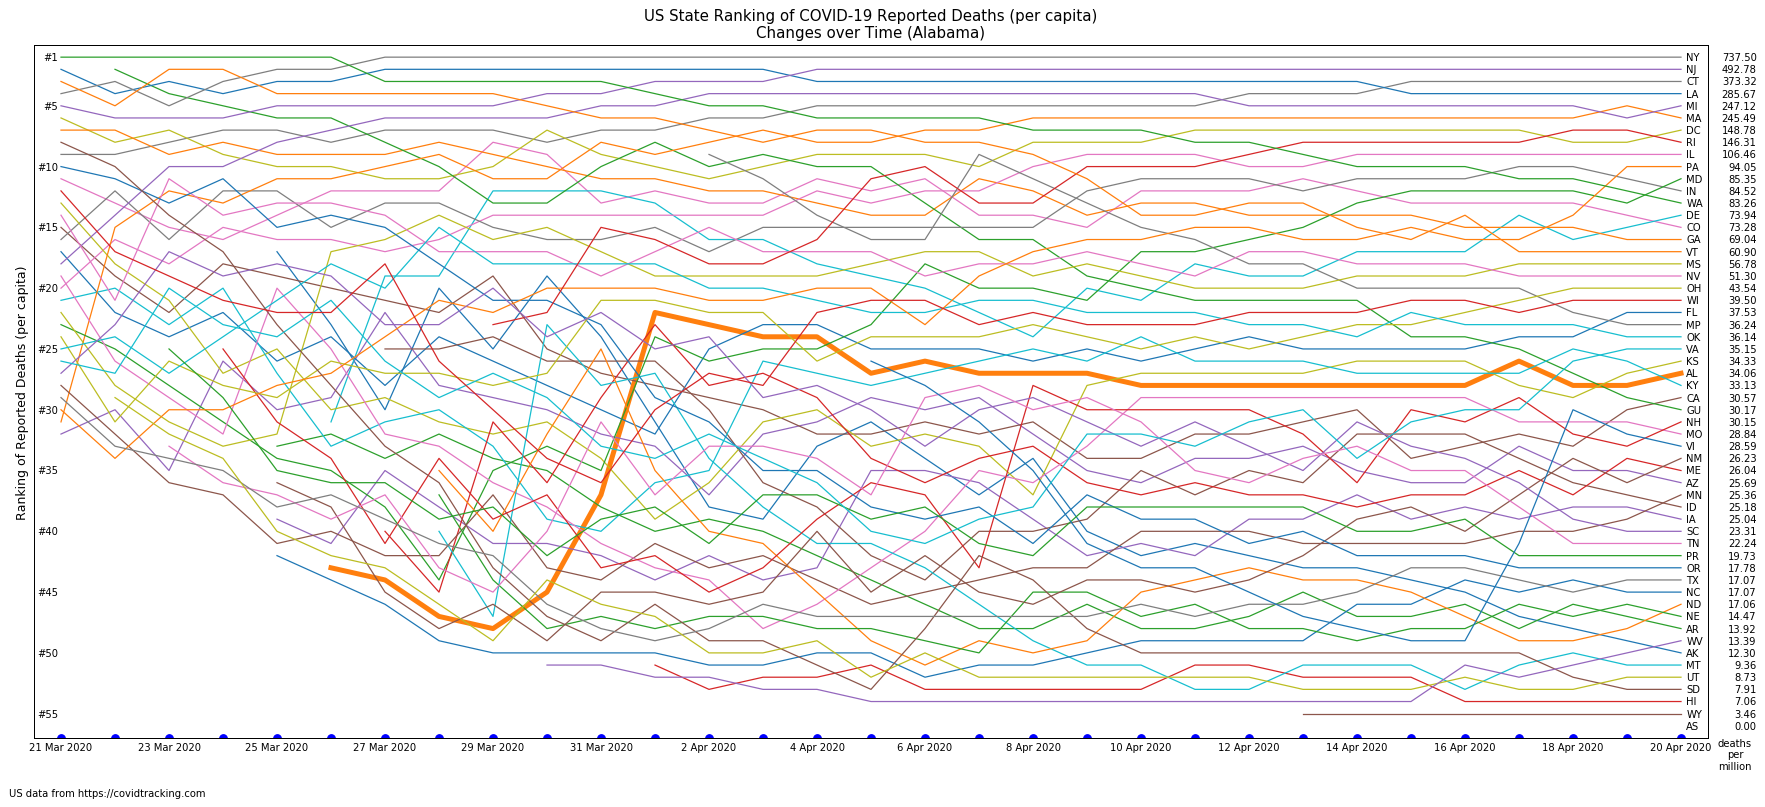 US State Ranking of COVID-19 Reported Deaths (per capita)
Changes over Time (Alabama)
Ranking of Reported Deaths (per capita)
#1
#5
#10
#15
#20
#25
#30
#35
#40
#45
#50
#55
NY 737.50
NJ 492.78
CT 373.32
LA 285.67
MI 247.12
MA 245.49
DC 148.78
RI 146.31
IL 106.46
PA 94.05
MD 85.35
IN 84.52
WA 83.26
DE 73.94
CO 73.28
GA 69.04
VT 60.90
MS 56.78
NV 51.30
OH 43.54
WI 39.50
FL 37.53
MP 36.24
OK 36.14
VA 35.15
KS 34.33
AL 34.06
KY 33.13
CA 30.57
GU 30.17
NH 30.15
MO 28.84
VI 28.59
NM 26.23
ME 26.04
AZ 25.69
MN 25.36
ID 25.18
IA 25.04
SC 23.31
TN 22.24
PR 19.73
OR 17.78
TX 17.07
NC 17.07
ND 17.06
NE 14.47
AR 13.92
WV 13.39
AK 12.30
MT 9.36
UT 8.73
SD 7.91
HI 7.06
WY 3.46
AS 0.00
21 Mar 2020 23 Mar 2020 25 Mar 2020 27 Mar 2020 29 Mar 2020 31 Mar 2020 2 Apr 2020 4 Apr 2020 6 Apr 2020 8 Apr 2020 10 Apr 2020 12 Apr 2020 14 Apr 2020 16 Apr 2020 18 Apr 2020 20 Apr 2020
deaths
per
million
US data from https://covidtracking.com